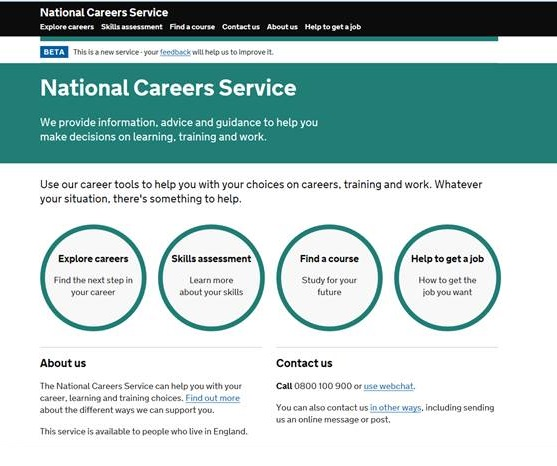 National Careers Service
Explore careers Skills assessment Find a course Contact us About us Help to get a job
BETA This is a new service - your feedback will help us to improve it.
National Careers Service
We provide information, advice and guidance to help you
make decisions on learning, training and work.
Use our career tools to help you with your choices on careers, training and work. Whatever
your situation, there's something to help.
Explore careers
Find the next step in
your career
Skills assessment
Learn more
about your skills
Find a course
Study for your
future
Help to get a job
How to get the
job you want
About us
The National Careers Service can help you with your
career, learning and training choices. Find out more
about the different ways we can support you.
This service is available to people who live in England.
Contact us
Call 0800 100 900 or use webchat.
You can also contact us in other ways, including sending
us an online message or post.